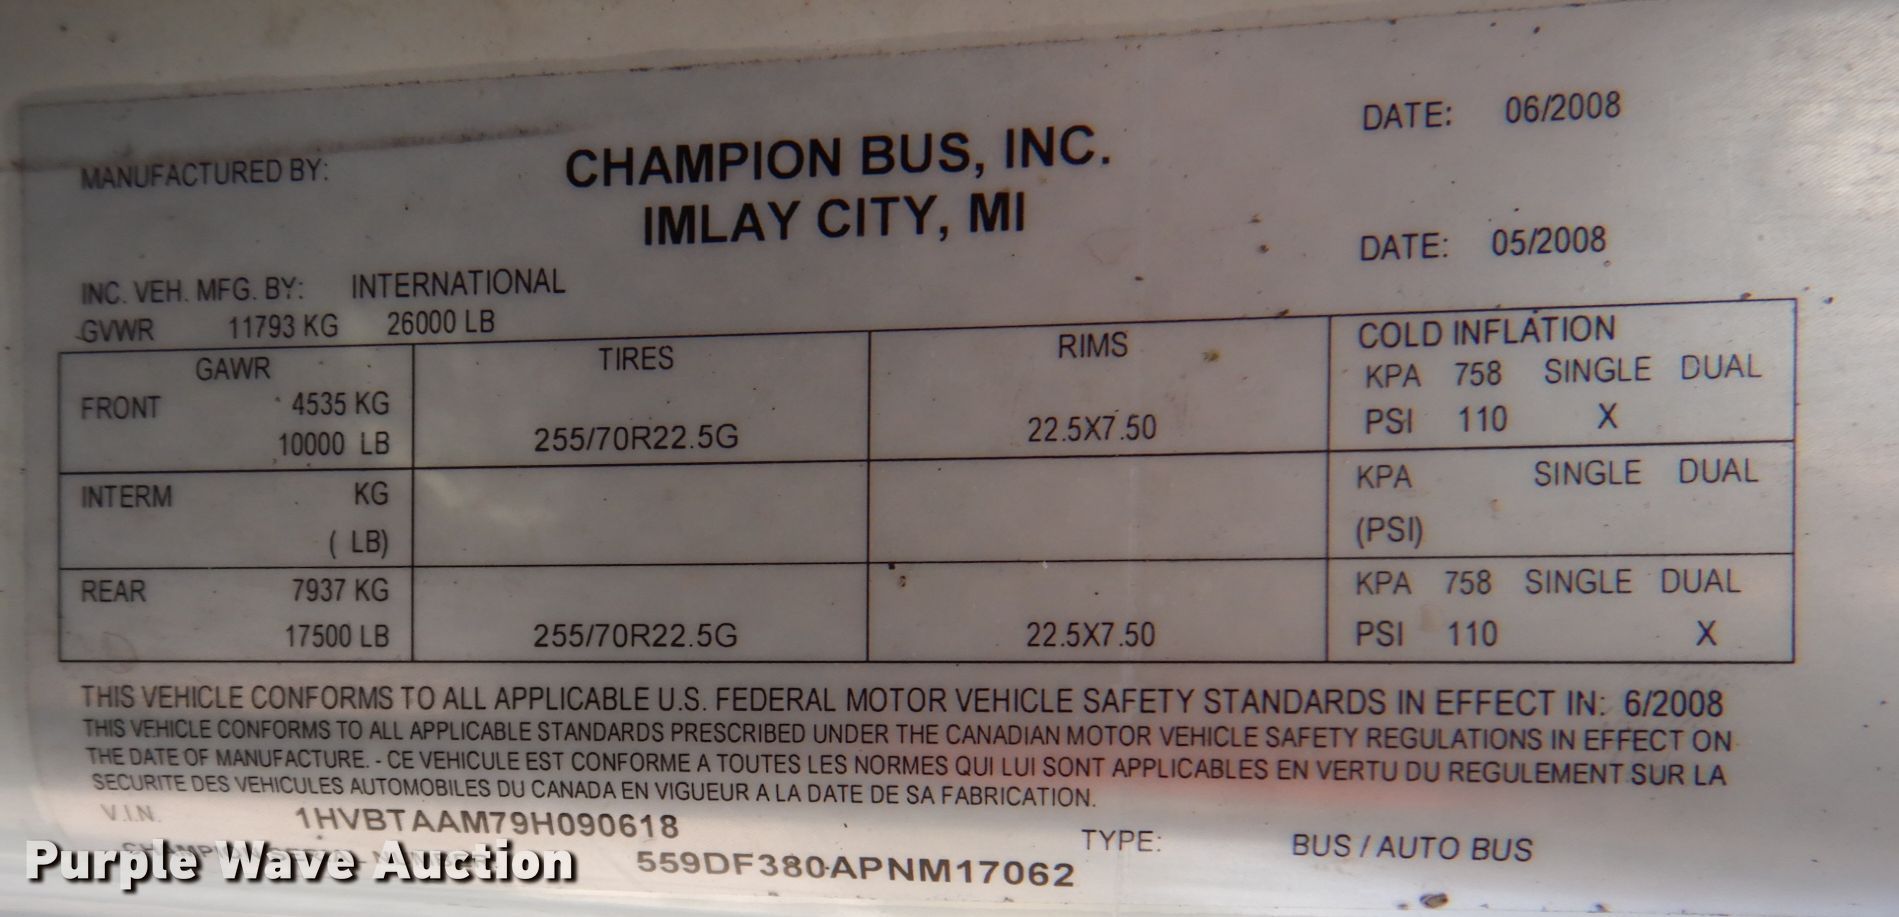 DATE: 06/2008
MANUFACTURED BY: CHAMPION BUS, INC.
IMLAY CITY, MI
DATE: 05/2008
INC. VEH. MFG. BY: INTERNATIONAL
GVWR 11793 KG 26000 LB
GAWR TIRES RIMS COLD INFLATION
KPA 758 SINGLE DUAL
FRONT 4535 KG
10000 LB 255/70R22.5G 22.5X7.50 PSI 110 X
INTERM KG KPA SINGLE DUAL
( LB) (PSI)
REAR 7937 KG KPA 758 SINGLE DUAL
17500 LB 255/70R22.5G 22.5X7.50 PSI 110 X
THIS VEHICLE CONFORMS TO ALL APPLICABLE U.S. FEDERAL MOTOR VEHICLE SAFETY STANDARDS IN EFFECT IN: 6/2008
THIS VEHICLE CONFORMS TO ALL APPLICABLE STANDARDS PRESCRIBED UNDER THE CANADIAN MOTOR VEHICLE SAFETY REGULATIONS IN EFFECT ON
THE DATE OF MANUFACTURE. - CE VEHICULE EST CONFORME A TOUTES LES NORMES QUI LUI SONT APPLICABLES EN VERTU DU REGULEMENT SUR LA
SECURITE DES VEHICULES AUTOMOBILES DU CANADA EN VIGUEUR A LA DATE DE SA FABRICATION.
V.I.N. 1HVBTAAM79H090618
TYPE: BUS / AUTO BUS
559DF380APNM17062
Purple Wave Auction